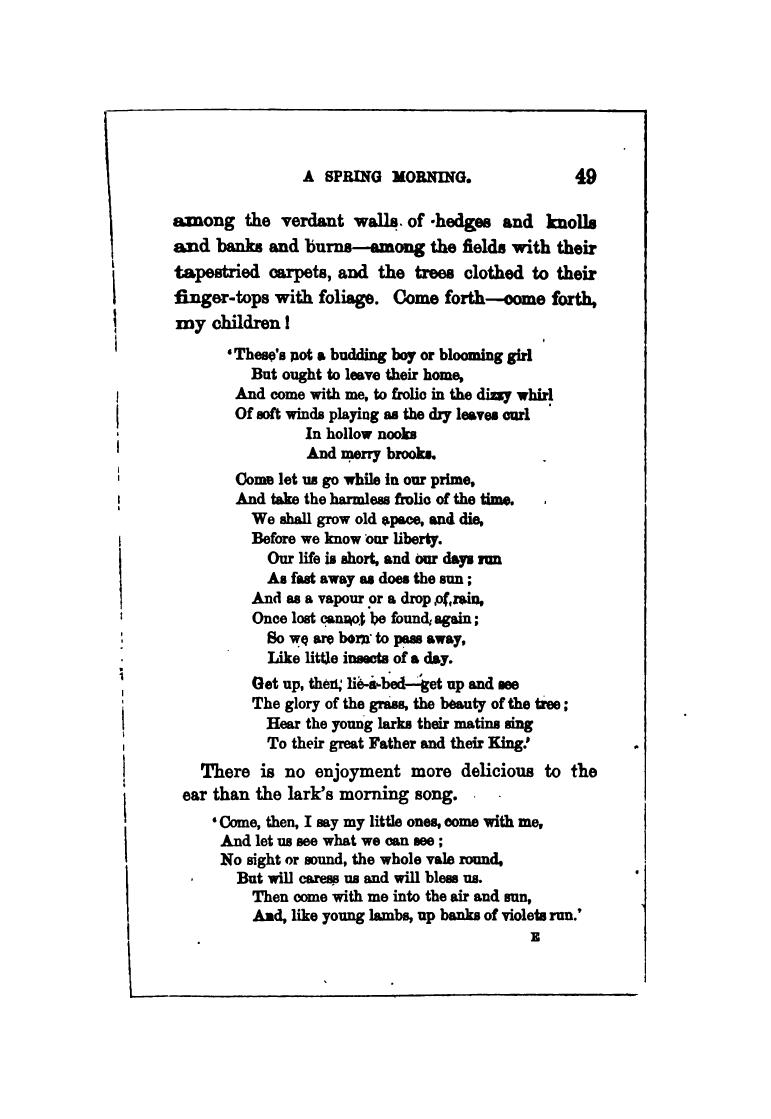 A SPRING MORNING. 49
among the verdant walls of hedges and knolls
and banks and burns—among the fields with their
tapestried carpets, and the trees clothed to their
finger-tops with foliage. Come forth—come forth,
my children!
‘These's not a budding boy or blooming girl
But ought to leave their home,
And come with me, to frolic in the dizzy whirl
Of soft winds playing as the dry leaves curl
In hollow nooks
And merry brooks.
Come let us go while in our prime,
And take the harmless frolic of the time.
We shall grow old apace, and die,
Before we know our liberty.
Our life is short, and our days run
As fast away as does the sun;
And as a vapour or a drop of rain,
Once lost cannot be found again;
So we are born to pass away,
Like little insects of a day.
Get up, then, lie-a-bed—get up and see
The glory of the grass, the beauty of the tree;
Hear the young larks their matins sing
To their great Father and their King.’
There is no enjoyment more delicious to the
ear than the lark's morning song.
‘Come, then, I say my little ones, come with me,
And let us see what we can see;
No sight or sound, the whole vale round,
But will caress us and will bless us.
Then come with me into the air and sun,
And, like young lambs, up banks of violets run.’
E